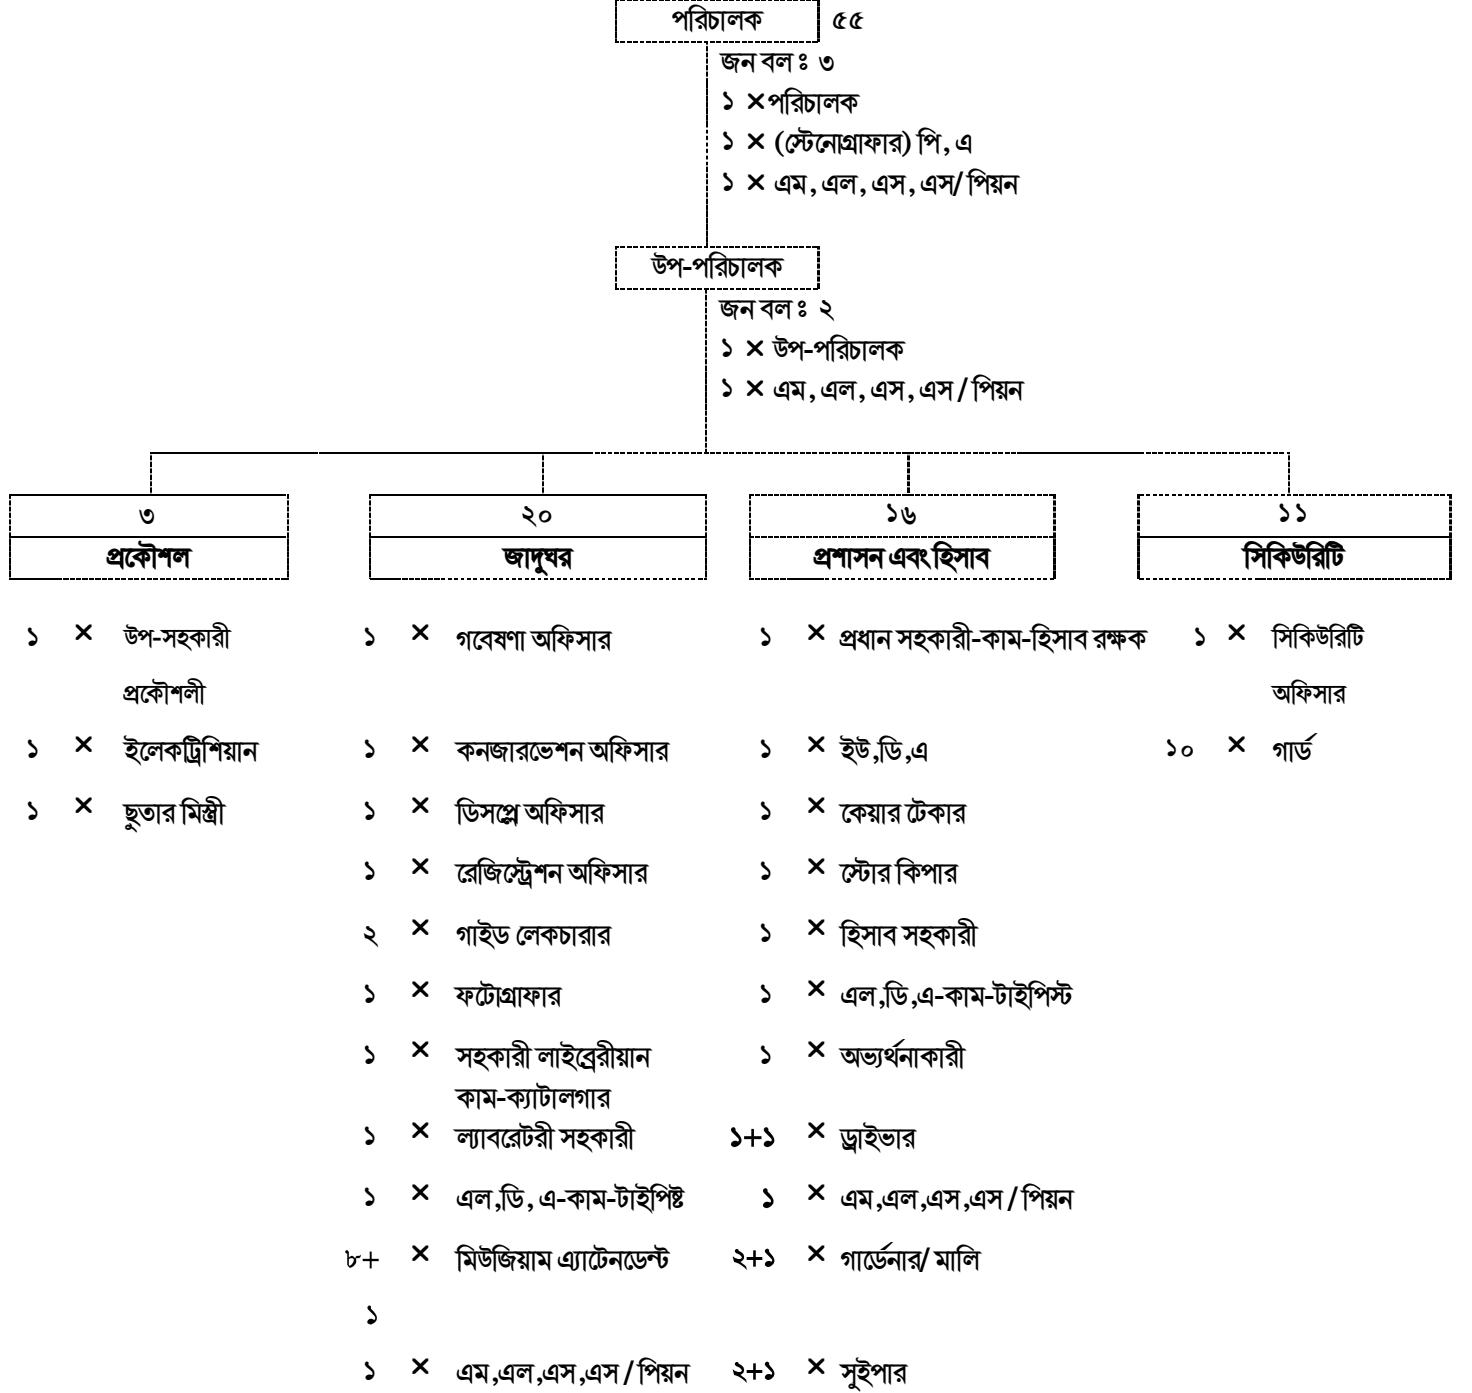 পরিচালক ৫৫
জন বল ঃ ৩
১ ×পরিচালক
১ × (স্টেনোগ্রাফার) পি, এ
১ × এম, এল, এস, এস/ পিয়ন
উপ-পরিচালক
জন বল ঃ ২
১ × উপ-পরিচালক
১ × এম, এল, এস, এস / পিয়ন
৩ ২০ ১৬ ১১
প্রকৌশল জাদুঘর প্রশাসন এবং হিসাব সিকিউরিটি
১ × উপ-সহকারী ১ × গবেষণা অফিসার ১ × প্রধান সহকারী-কাম-হিসাব রক্ষক ১ × সিকিউরিটি
প্রকৌশলী অফিসার
১ × ইলেকট্রিশিয়ান ১ × কনজারভেশন অফিসার ১ × ইউ,ডি,এ ১০ × গার্ড
১ × ছুতার মিস্ত্রী ১ × ডিসপ্লে অফিসার ১ × কেয়ার টেকার
১ × রেজিস্ট্রেশন অফিসার ১ × স্টোর কিপার
২ × গাইড লেকচারার ১ × হিসাব সহকারী
১ × ফটোগ্রাফার ১ × এল,ডি,এ-কাম-টাইপিস্ট
১ × সহকারী লাইব্রেরীয়ান ১ × অভ্যর্থনাকারী
কাম-ক্যাটালগার
১ × ল্যাবরেটরী সহকারী ১+১ × ড্রাইভার
১ × এল,ডি, এ-কাম-টাইপিষ্ট ১ × এম,এল,এস,এস / পিয়ন
৮+ × মিউজিয়াম এ্যাটেনডেন্ট ২+১ × গার্ডেনার/ মালি
১
১ × এম,এল,এস,এস / পিয়ন ২+১ × সুইপার